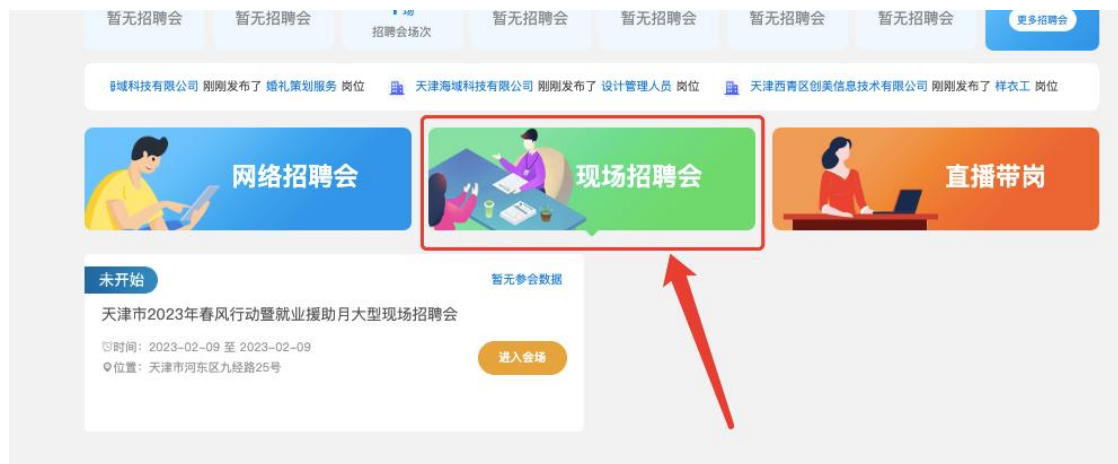 暂无招聘会 暂无招聘会 1场 暂无招聘会 暂无招聘会 暂无招聘会 暂无招聘会 更多招聘会
招聘会场次
海域科技有限公司 刚刚发布了 婚礼策划服务 岗位 天津海域科技有限公司 刚刚发布了 设计管理人员 岗位 天津西青区创美信息技术有限公司 刚刚发布了 样衣工 岗位
网络招聘会 现场招聘会 直播带岗
未开始 暂无参会数据
天津市2023年春风行动暨就业援助月大型现场招聘会
时间：2023-02-09 至 2023-02-09
进入会场
位置：天津市河东区九经路25号